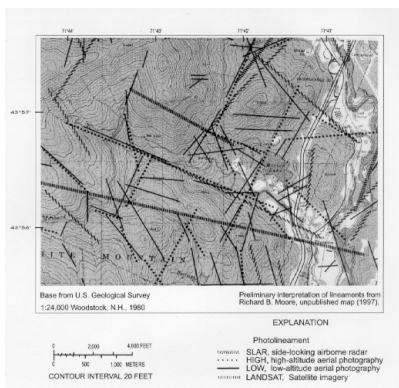 71°44' 71°43' 71°42' 71°41'
43°57'
43°56'
ITE MOUNTAIN
Base from U.S. Geological Survey
1:24,000 Woodstock, N.H., 1980
Preliminary interpretation of lineaments from
Richard B. Moore, unpublished map (1997).
EXPLANATION
Photolineament
SLAR, side-looking airborne radar
HIGH, high-altitude aerial photography
LOW, low-altitude aerial photography
LANDSAT, Satellite imagery
0 2,000 4,000 FEET
0 500 1,000 METERS
CONTOUR INTERVAL 20 FEET